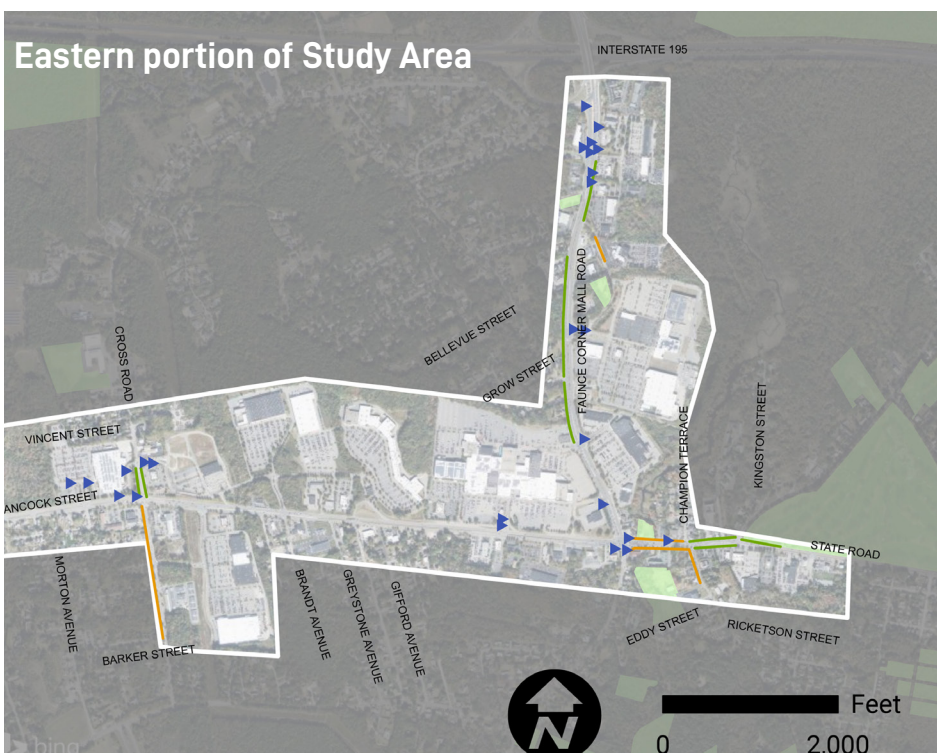 Eastern portion of Study Area
INTERSTATE 195
CROSS ROAD
BELLEVUE STREET
GROW STREET
FAUNCE CORNER MALL ROAD
CHAMPION TERRACE
KINGSTON STREET
VINCENT STREET
ANCOCK STREET
STATE ROAD
MORTON AVENUE
BARKER STREET
BRANDT AVENUE
GREYSTONE AVENUE
GIFFORD AVENUE
EDDY STREET
RICKETSON STREET
N
Feet
0 2,000
bing